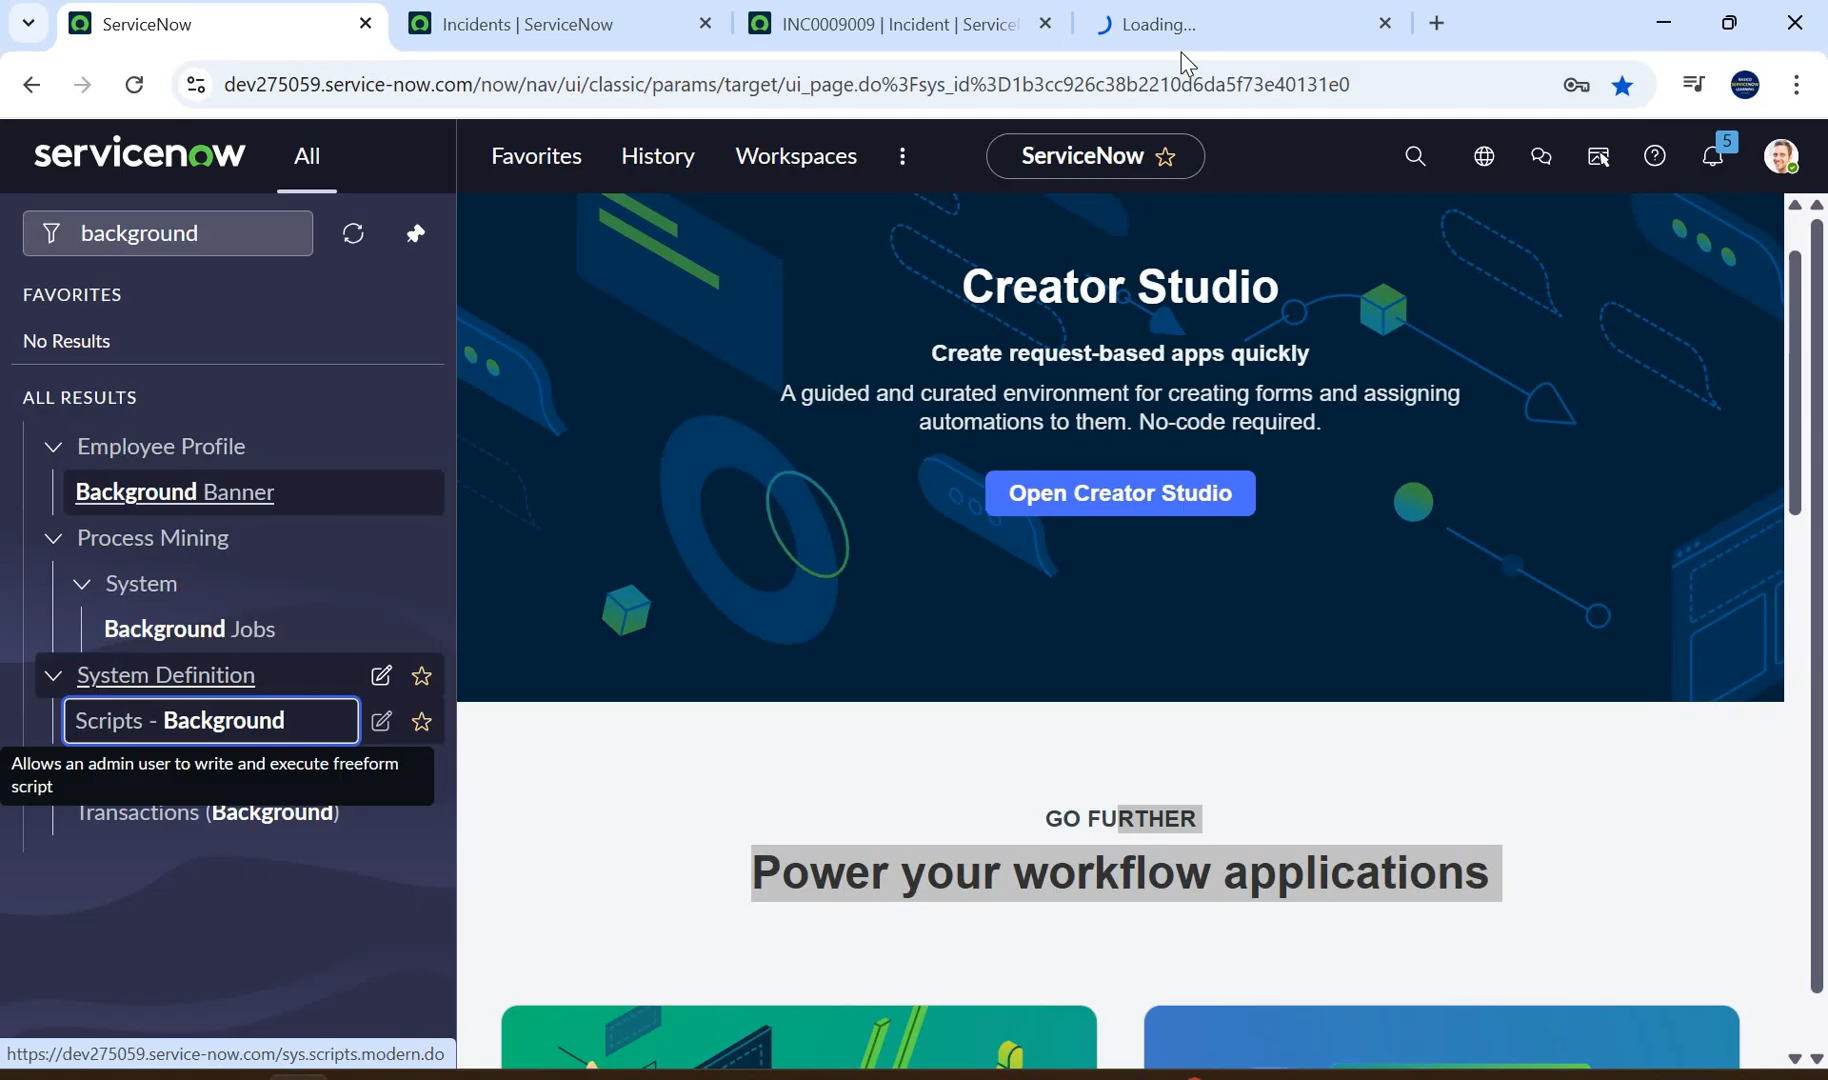 ServiceNow
Incidents | ServiceNow
INC0009009 | Incident | Service
Loading...
dev275059.service-now.com/now/nav/ui/classic/params/target/ui_page.do%3Fsys_id%3D1b3cc926c38b2210d6da5f73e40131e0
servicenow
All
Favorites
History
Workspaces
ServiceNow
5
background
FAVORITES
No Results
ALL RESULTS
Employee Profile
Background Banner
Process Mining
System
Background Jobs
System Definition
Scripts - Background
Allows an admin user to write and execute freeform
script
Transactions (Background)
https://dev275059.service-now.com/sys.scripts.modern.do
Creator Studio
Create request-based apps quickly
A guided and curated environment for creating forms and assigning
automations to them. No-code required.
Open Creator Studio
GO FURTHER
Power your workflow applications